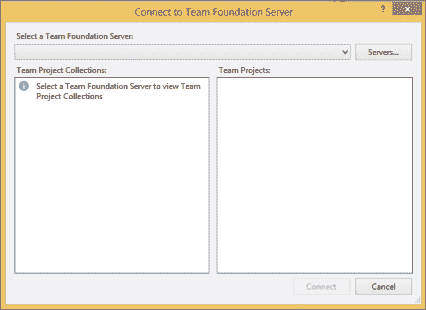 Connect to Team Foundation Server
?
Select a Team Foundation Server:
Servers...
Team Project Collections:
Team Projects:
Select a Team Foundation Server to view Team
Project Collections
Connect
Cancel